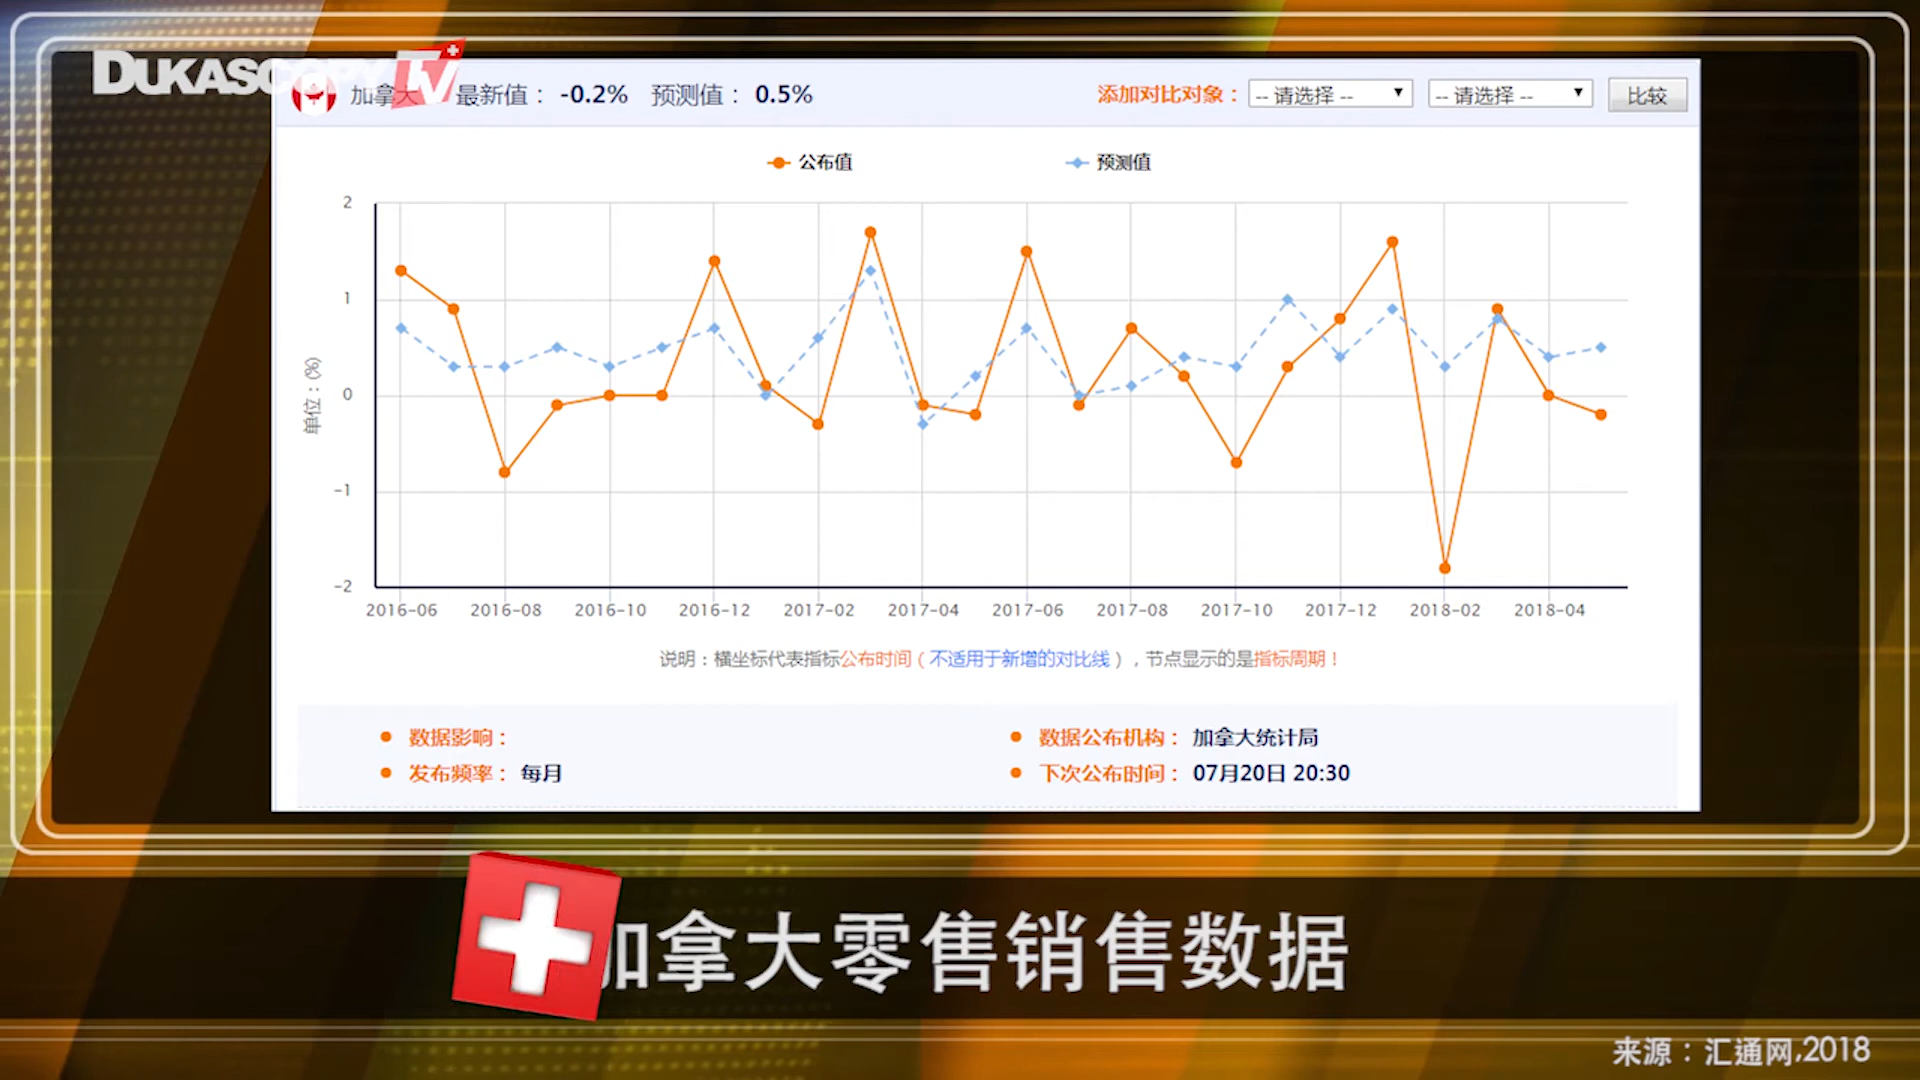 DUKASCOPY TV
加拿大 最新值： -0.2% 预测值： 0.5% 添加对比对象： -- 请选择 -- -- 请选择 -- 比较
公布值 预测值
2
1
0
-1
-2
单位：(%)
2016-06 2016-08 2016-10 2016-12 2017-02 2017-04 2017-06 2017-08 2017-10 2017-12 2018-02 2018-04
说明：横坐标代表指标公布时间（不适用于新增的对比线），节点显示的是指标周期！
数据影响： 数据公布机构： 加拿大统计局
发布频率： 每月 下次公布时间： 07月20日 20:30
加拿大零售销售数据
来源：汇通网,2018